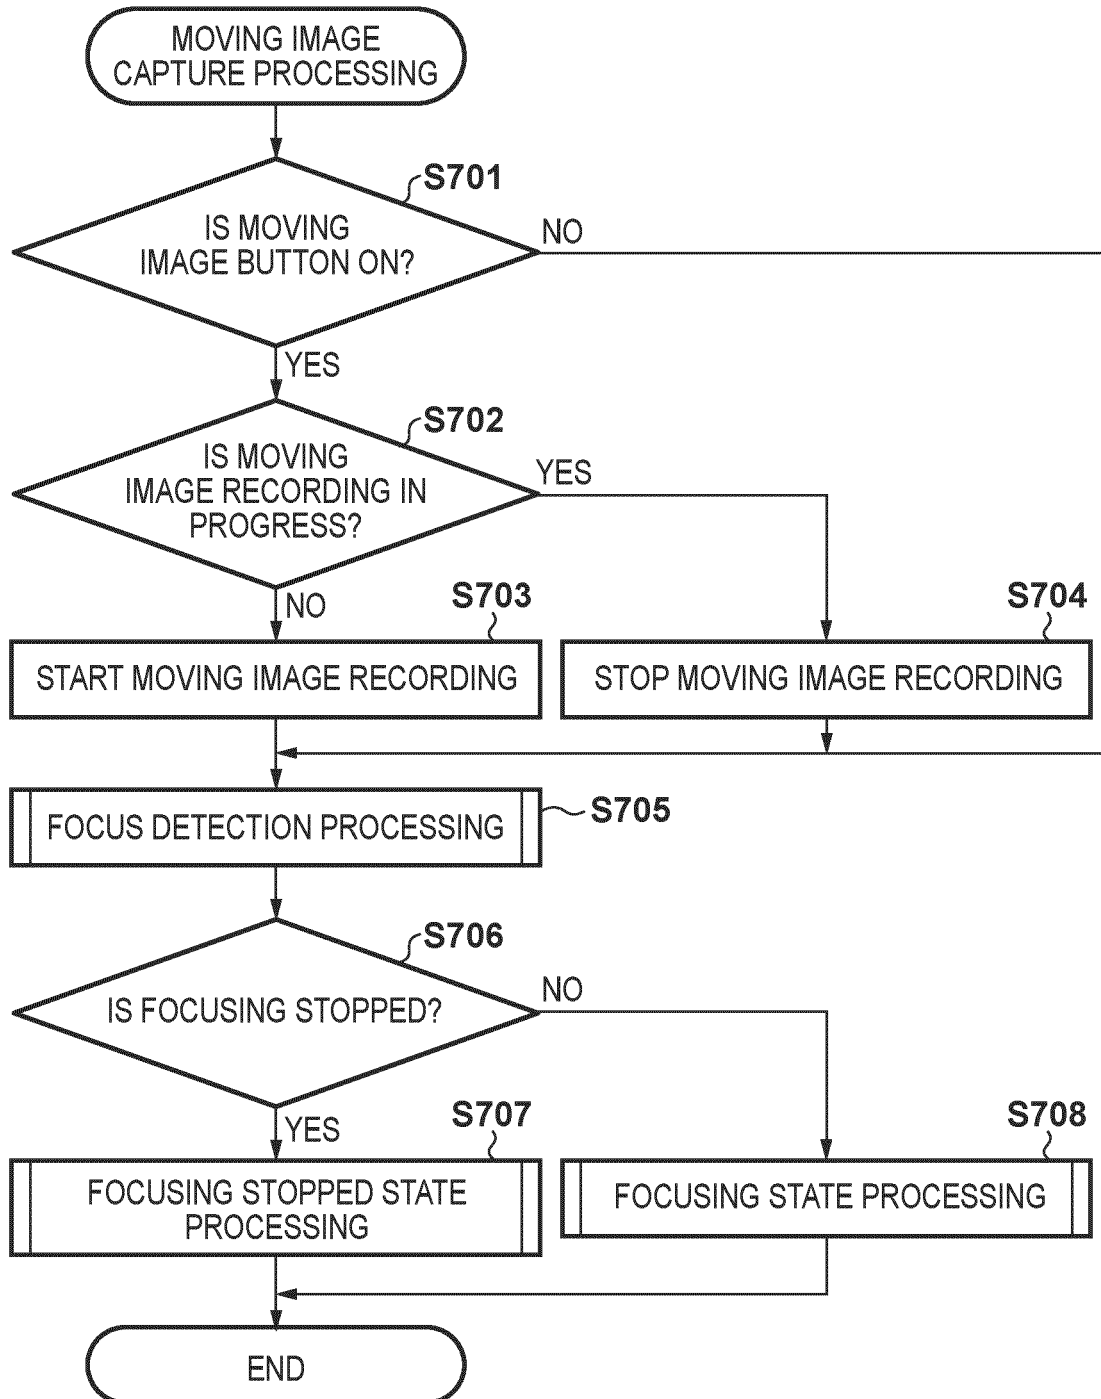 MOVING IMAGE
CAPTURE PROCESSING
S701
IS MOVING
IMAGE BUTTON ON?
NO
YES
S702
IS MOVING
IMAGE RECORDING IN
PROGRESS?
YES
NO
S703
START MOVING IMAGE RECORDING
S704
STOP MOVING IMAGE RECORDING
FOCUS DETECTION PROCESSING
S705
S706
IS FOCUSING STOPPED?
NO
YES
S707
FOCUSING STOPPED STATE
PROCESSING
S708
FOCUSING STATE PROCESSING
END